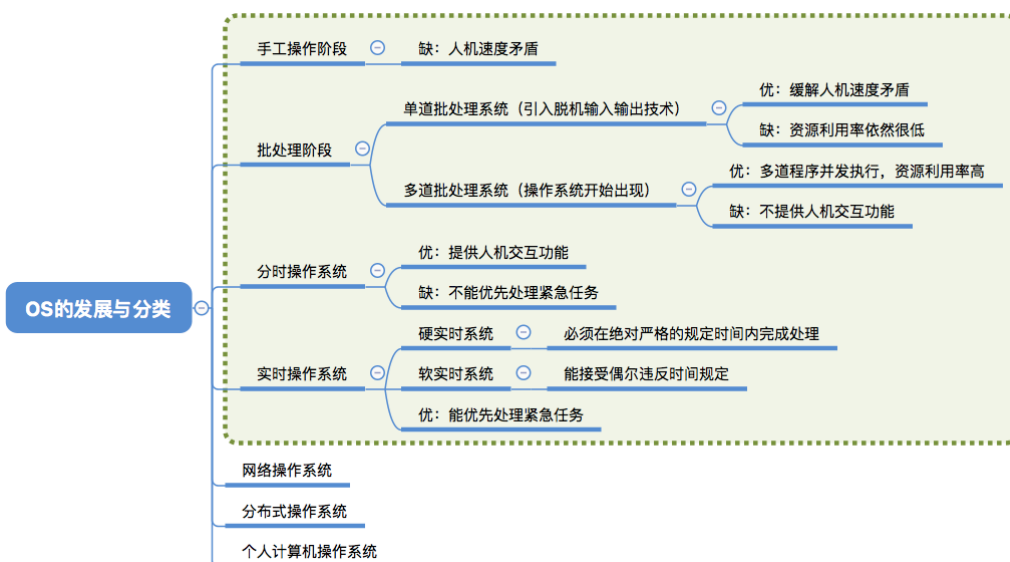 手工操作阶段
缺：人机速度矛盾
优：缓解人机速度矛盾
单道批处理系统（引入脱机输入输出技术）
缺：资源利用率依然很低
批处理阶段
优：多道程序并发执行，资源利用率高
多道批处理系统（操作系统开始出现）
缺：不提供人机交互功能
优：提供人机交互功能
分时操作系统
缺：不能优先处理紧急任务
OS的发展与分类
硬实时系统
必须在绝对严格的规定时间内完成处理
实时操作系统
软实时系统
能接受偶尔违反时间规定
优：能优先处理紧急任务
网络操作系统
分布式操作系统
个人计算机操作系统